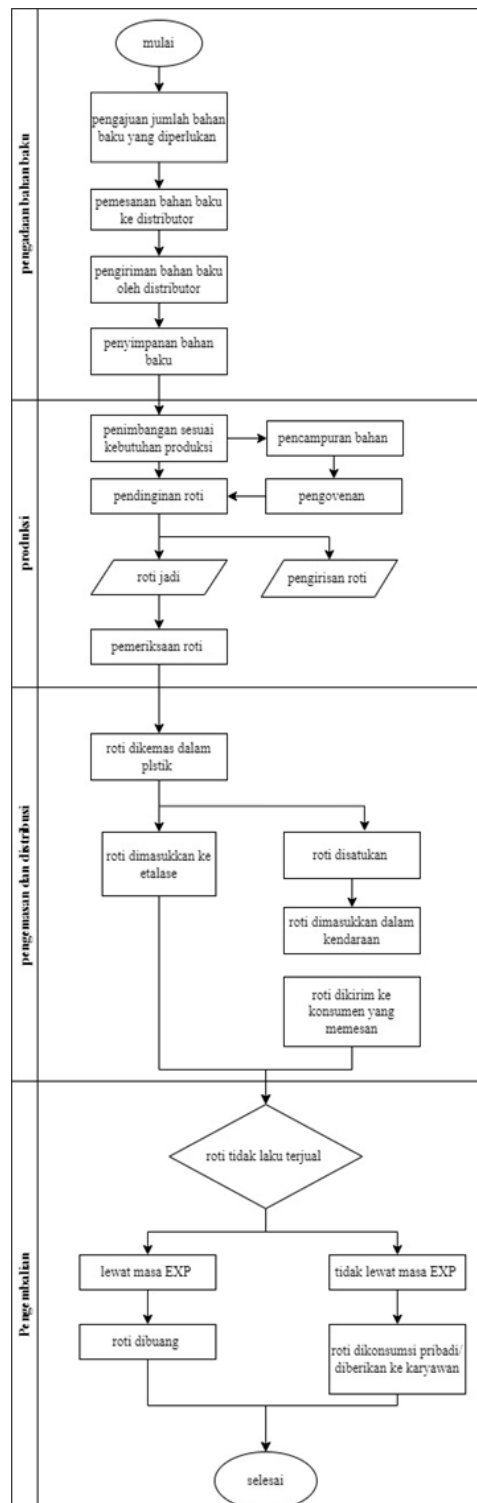 mulai
pengadaan bahan baku
pengajuan jumlah bahan
baku yang diperlukan
pemesanan bahan baku
ke distributor
pengiriman bahan baku
oleh distributor
penyimpanan bahan
baku
produksi
penimbangan sesuai
kebutuhan produksi
pencampuran bahan
pendinginan roti
pengovenan
roti jadi
pengirisan roti
pemeriksaan roti
pengemasan dan distribusi
roti dikemas dalam
plstik
roti dimasukkan ke
etalase
roti disatukan
roti dimasukkan dalam
kendaraan
roti dikirim ke
konsumen yang
memesan
Pengembalian
roti tidak laku terjual
lewat masa EXP
tidak lewat masa EXP
roti dibuang
roti dikonsumsi pribadi/
diberikan ke karyawan
selesai